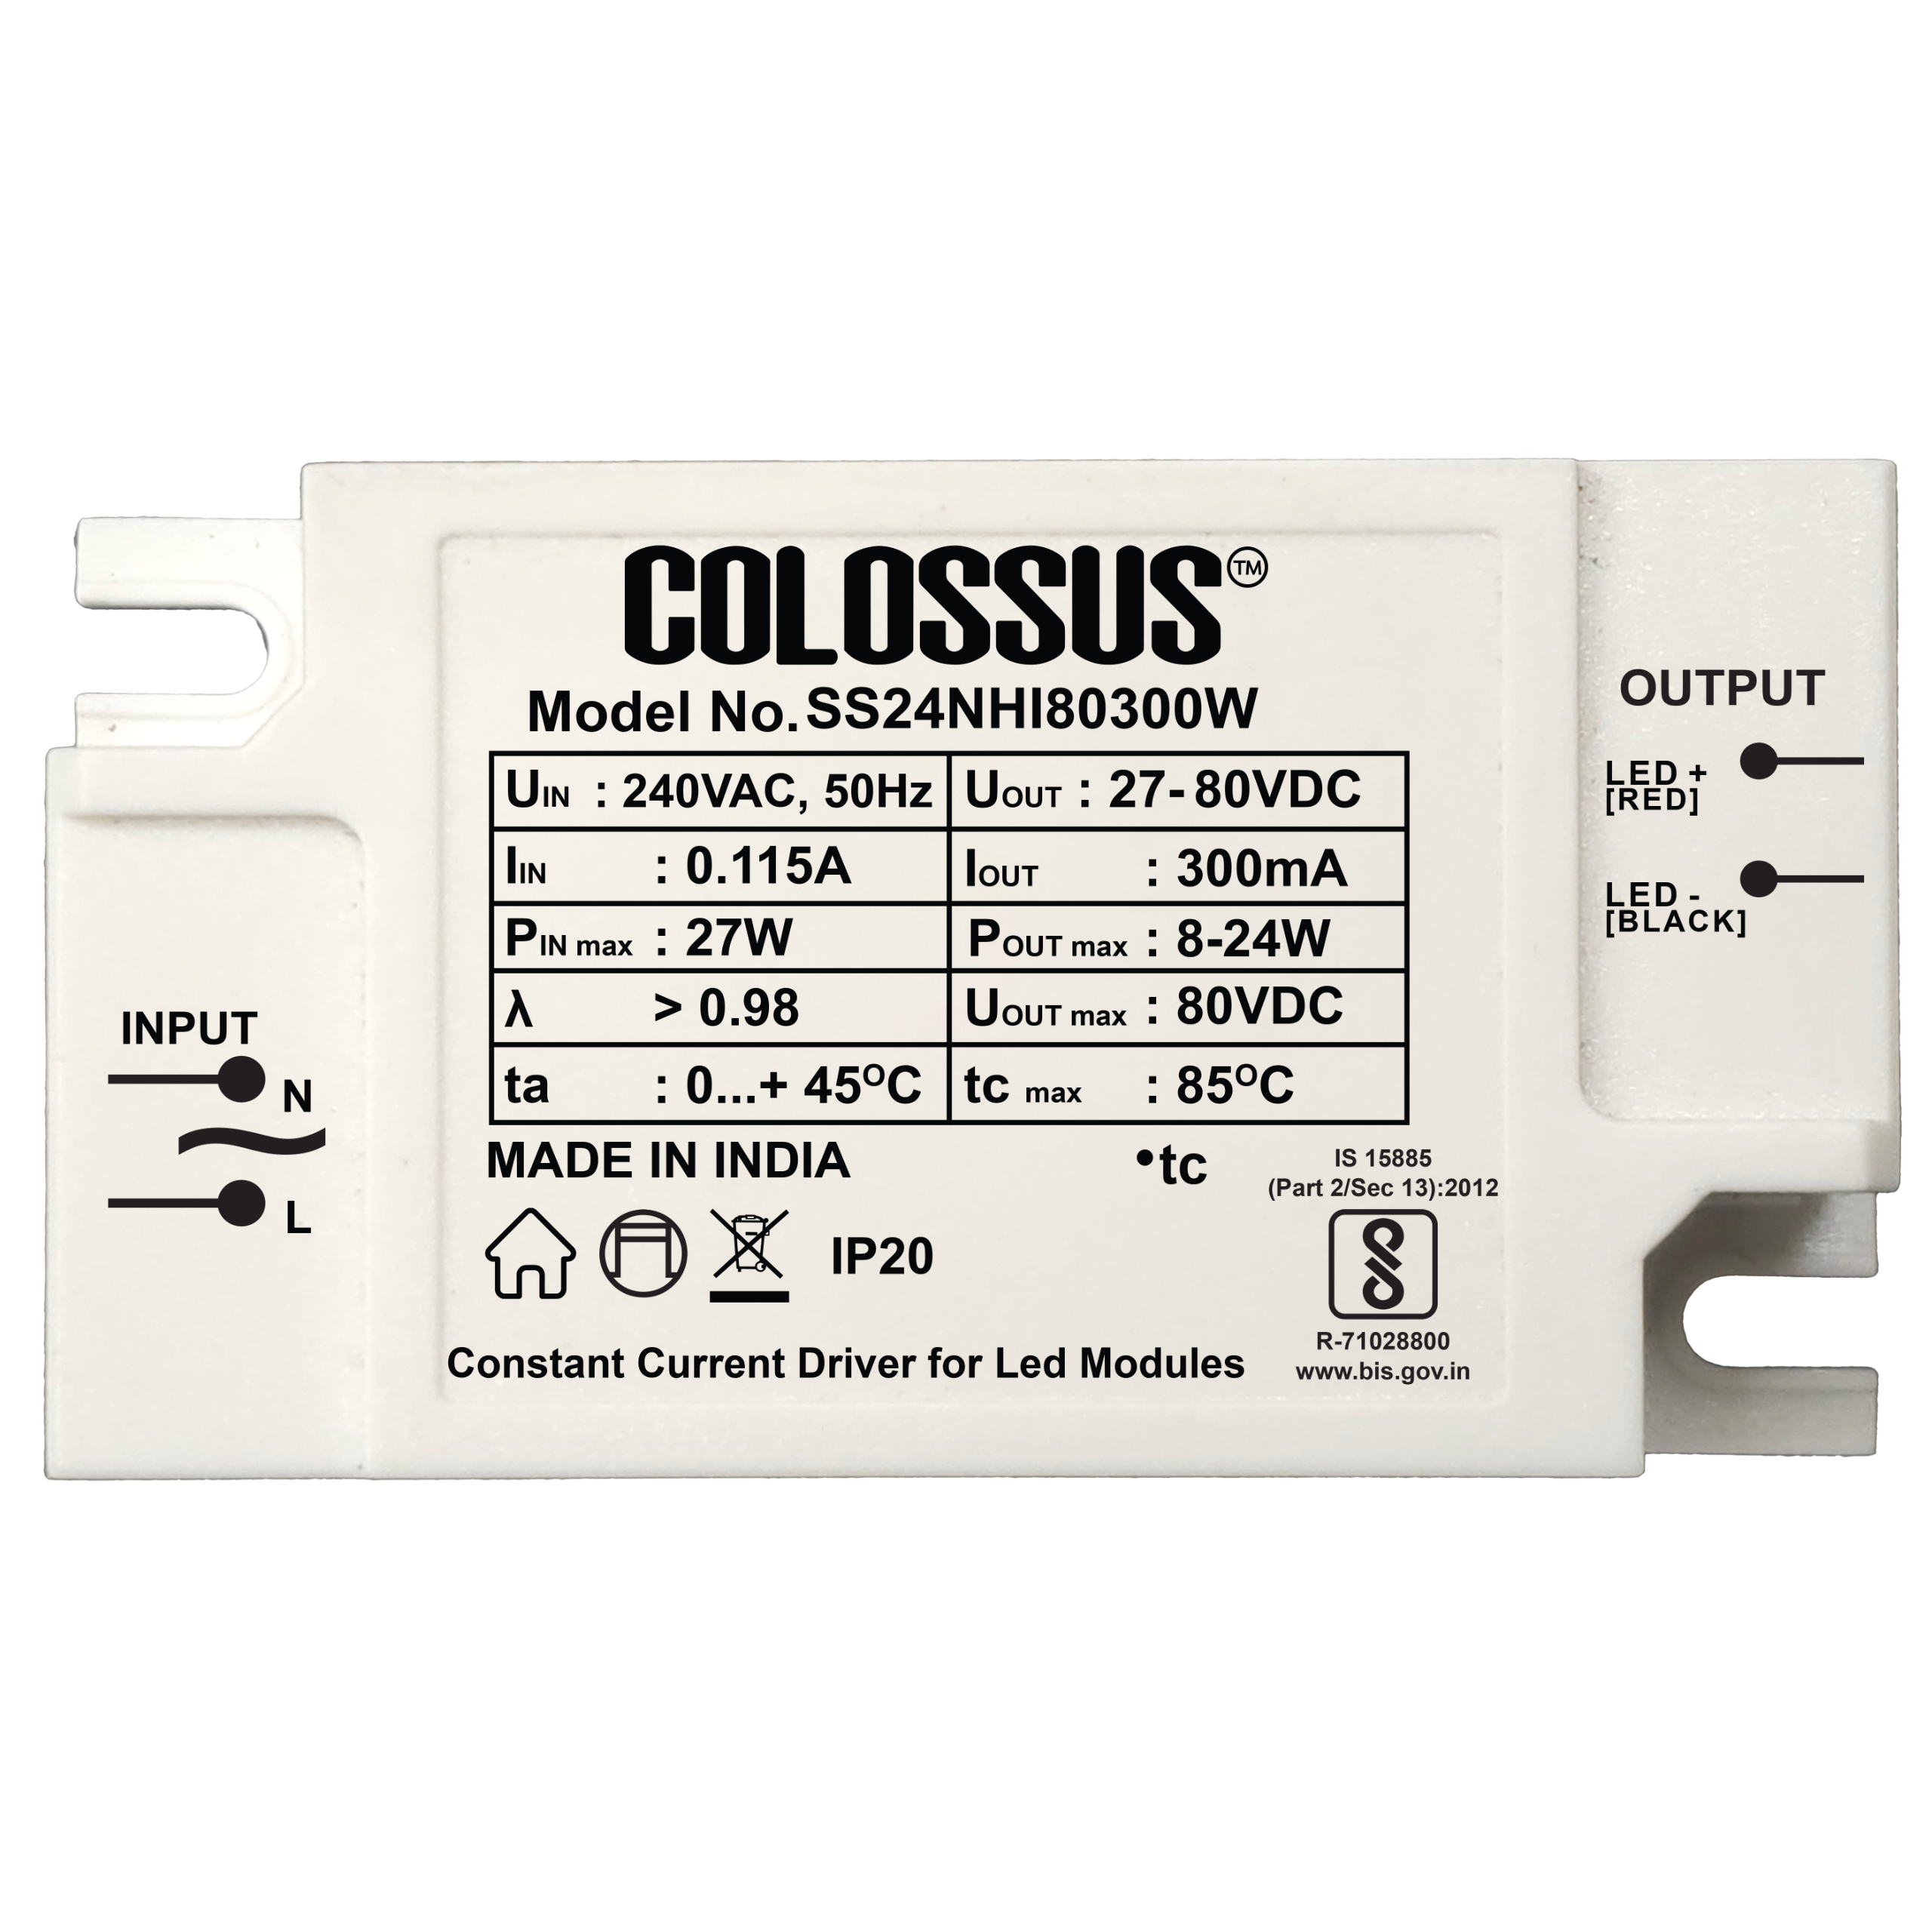 COLOSSUS™
Model No. SS24NHI80300W
UIN : 240VAC, 50Hz UOUT : 27-80VDC
IIN : 0.115A IOUT : 300mA
PIN max : 27W POUT max : 8-24W
λ > 0.98 UOUT max : 80VDC
ta : 0...+ 45°C tc max : 85°C
MADE IN INDIA •tc
IS 15885
(Part 2/Sec 13):2012
IP20
R-71028800
www.bis.gov.in
Constant Current Driver for Led Modules
INPUT
N
L
OUTPUT
LED +
[RED]
LED -
[BLACK]